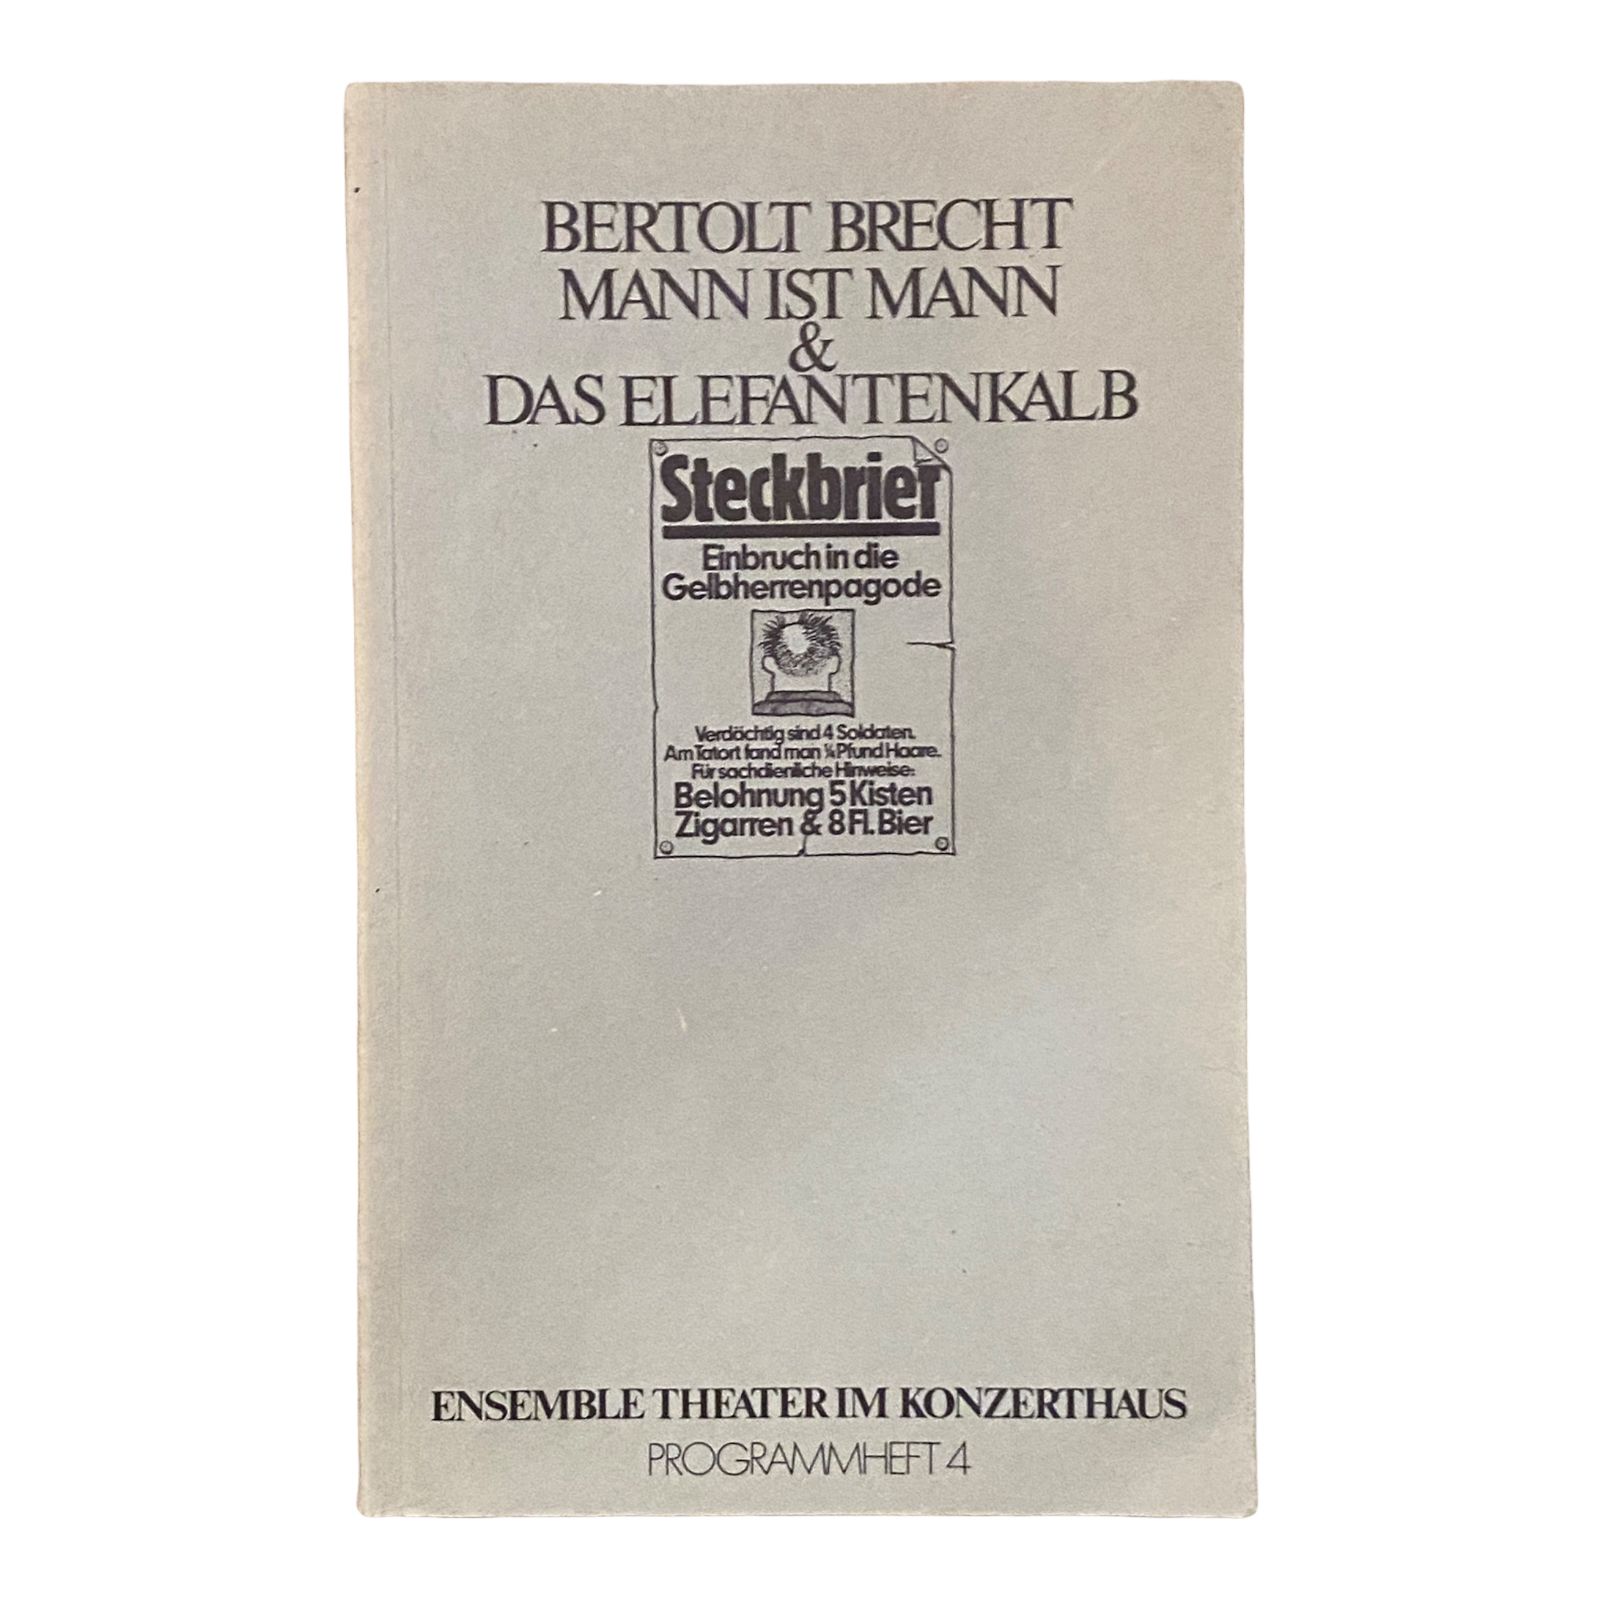 BERTOLT BRECHT
MANN IST MANN
&
DAS ELEFANTENKALB
Steckbrief
Einbruch in die
Gelbherrenpagode
Verdächtig sind 4 Soldaten.
Am Tatort fand man ¼ Pfund Haare.
Für sachdienliche Hinweise:
Belohnung 5 Kisten
Zigarren & 8 Fl. Bier
ENSEMBLE THEATER IM KONZERTHAUS
PROGRAMMHEFT 4